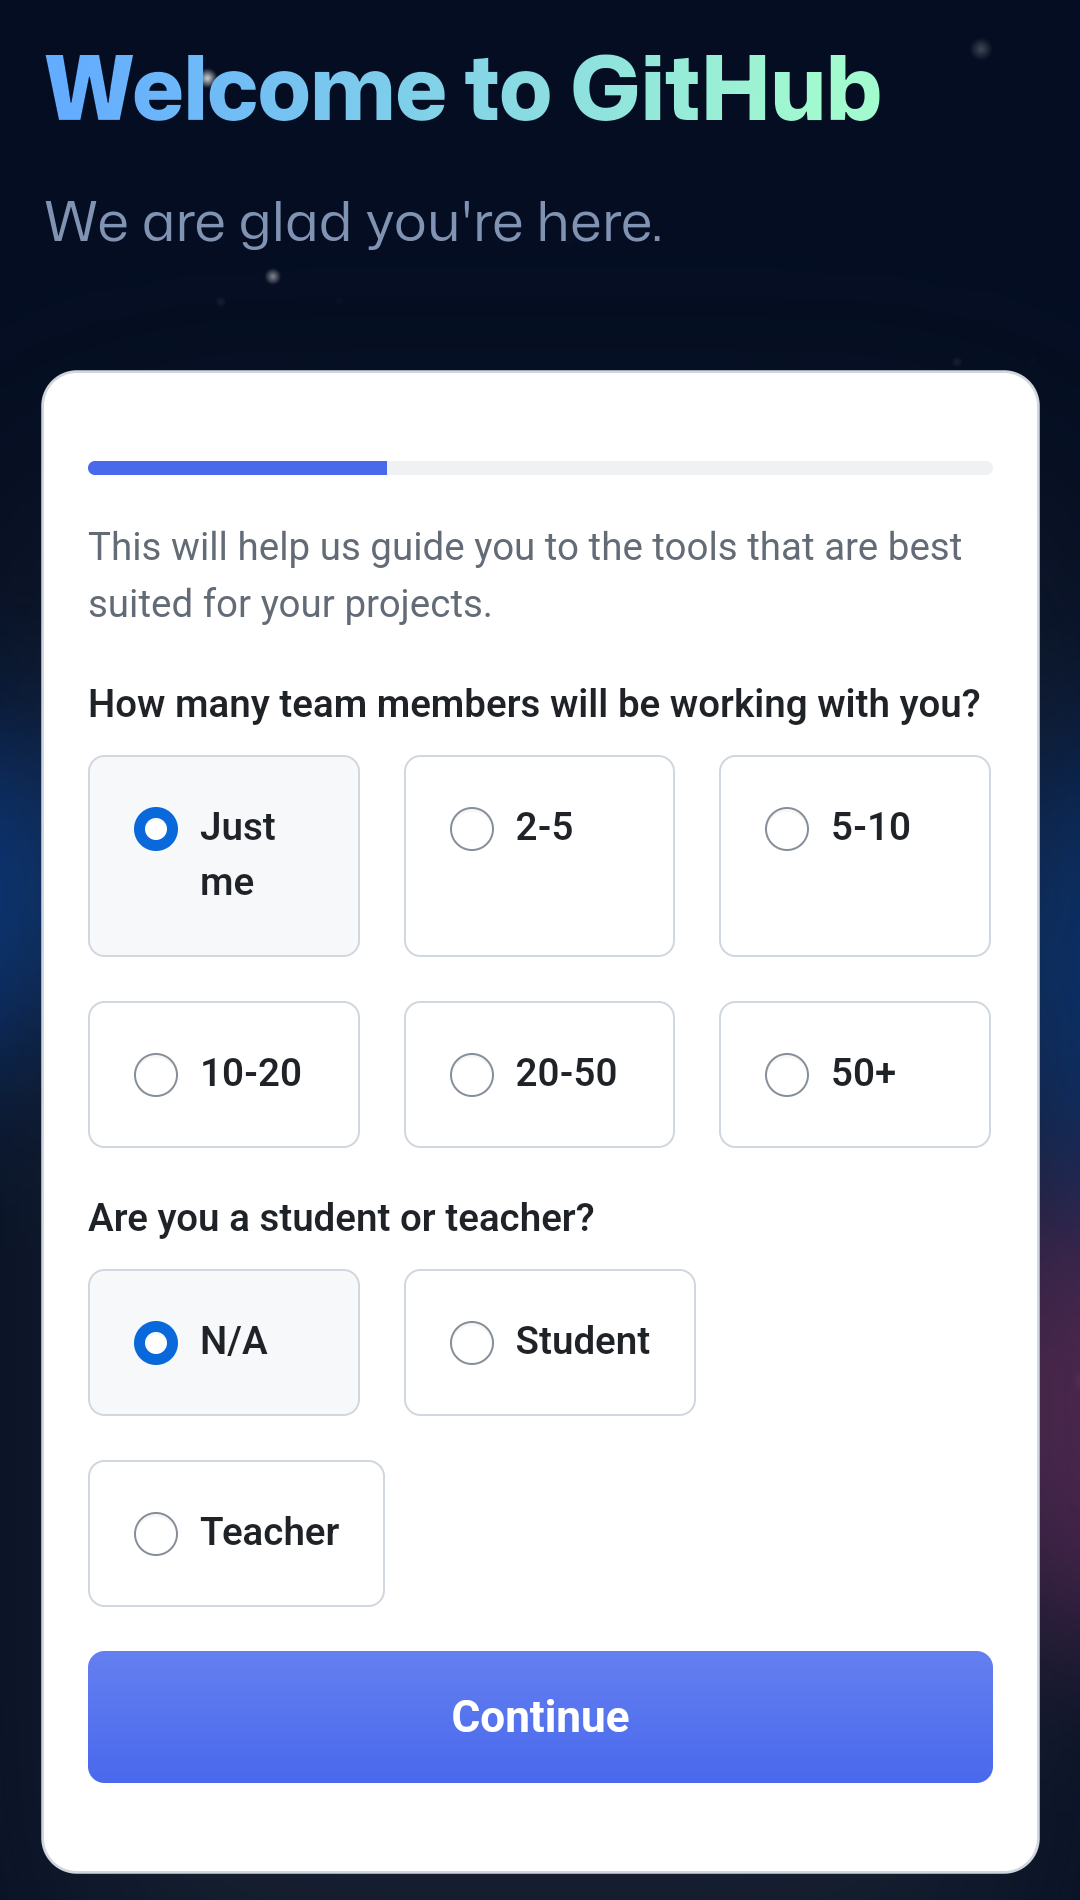 Welcome to GitHub
We are glad you're here.
This will help us guide you to the tools that are best
suited for your projects.
How many team members will be working with you?
Just
me
2-5
5-10
10-20
20-50
50+
Are you a student or teacher?
N/A
Student
Teacher
Continue